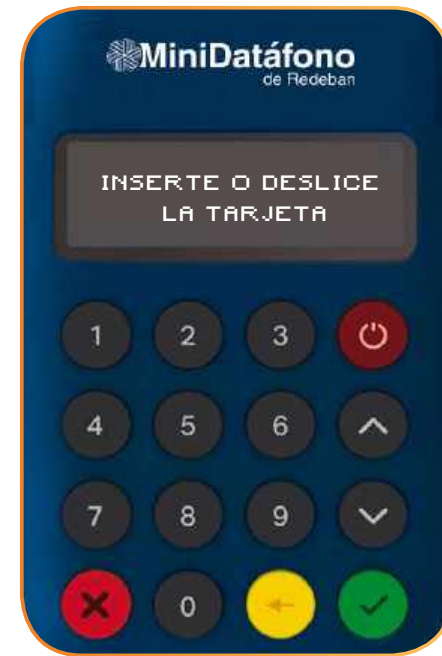 MiniDatáfono
de Redeban
INSERTE O DESLICE
LA TARJETA
1 2 3
4 5 6
7 8 9
0